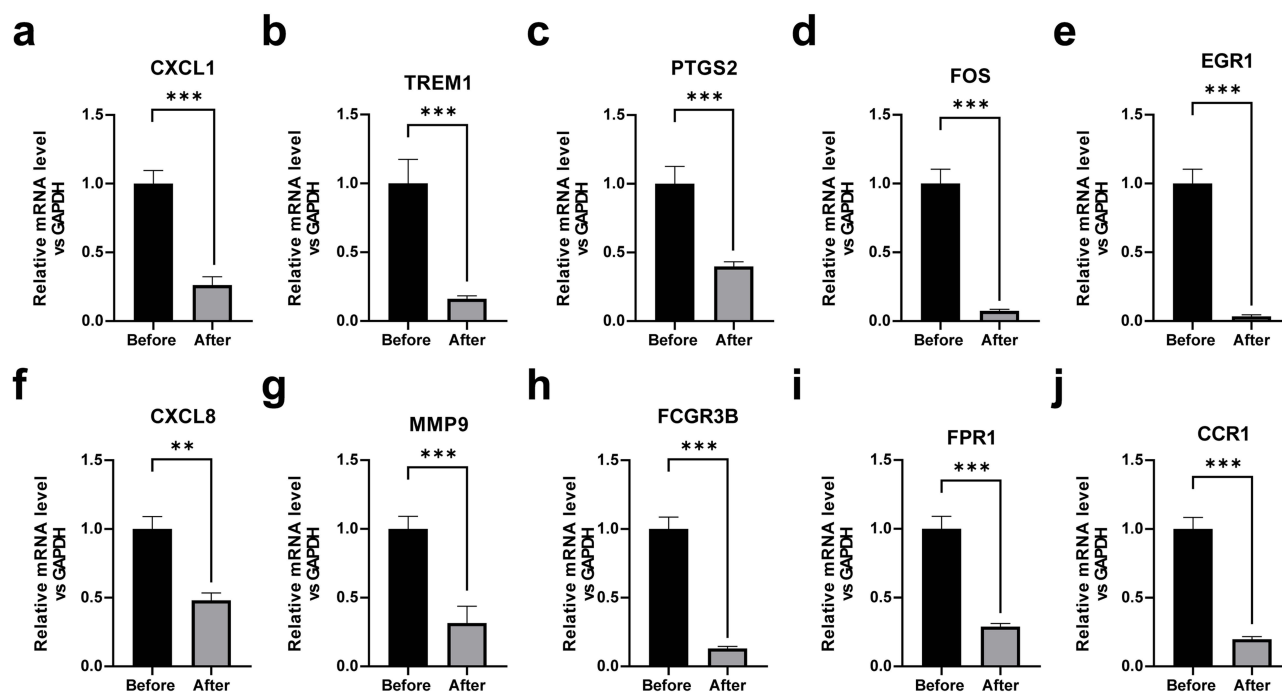 a
CXCL1
***
Relative mRNA level
vs GAPDH
1.5
1.0
0.5
0.0
Before After
b
TREM1
***
Relative mRNA level
vs GAPDH
1.5
1.0
0.5
0.0
Before After
c
PTGS2
***
Relative mRNA level
vs GAPDH
1.5
1.0
0.5
0.0
Before After
d
FOS
***
Relative mRNA level
vs GAPDH
1.5
1.0
0.5
0.0
Before After
e
EGR1
***
Relative mRNA level
vs GAPDH
1.5
1.0
0.5
0.0
Before After
f
CXCL8
**
Relative mRNA level
vs GAPDH
1.5
1.0
0.5
0.0
Before After
g
MMP9
***
Relative mRNA level
vs GAPDH
1.5
1.0
0.5
0.0
Before After
h
FCGR3B
***
Relative mRNA level
vs GAPDH
1.5
1.0
0.5
0.0
Before After
i
FPR1
***
Relative mRNA level
vs GAPDH
1.5
1.0
0.5
0.0
Before After
j
CCR1
***
Relative mRNA level
vs GAPDH
1.5
1.0
0.5
0.0
Before After